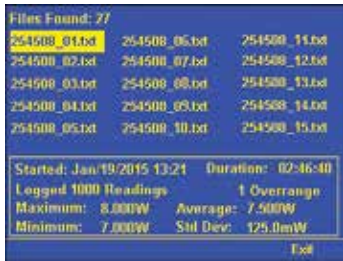 Files Found: 27
254508_01.txt 254508_06.txt 254508_11.txt
254508_02.txt 254508_07.txt 254508_12.txt
254508_03.txt 254508_08.txt 254508_13.txt
254508_04.txt 254508_09.txt 254508_14.txt
254508_05.txt 254508_10.txt 254508_15.txt
Started: Jan/19/2015 13:21 Duration: 02:46:40
Logged 1000 Readings 1 Overrange
Maximum: 8.000W Average: 7.500W
Minimum: 7.000W Std Dev: 125.0mW
Exit